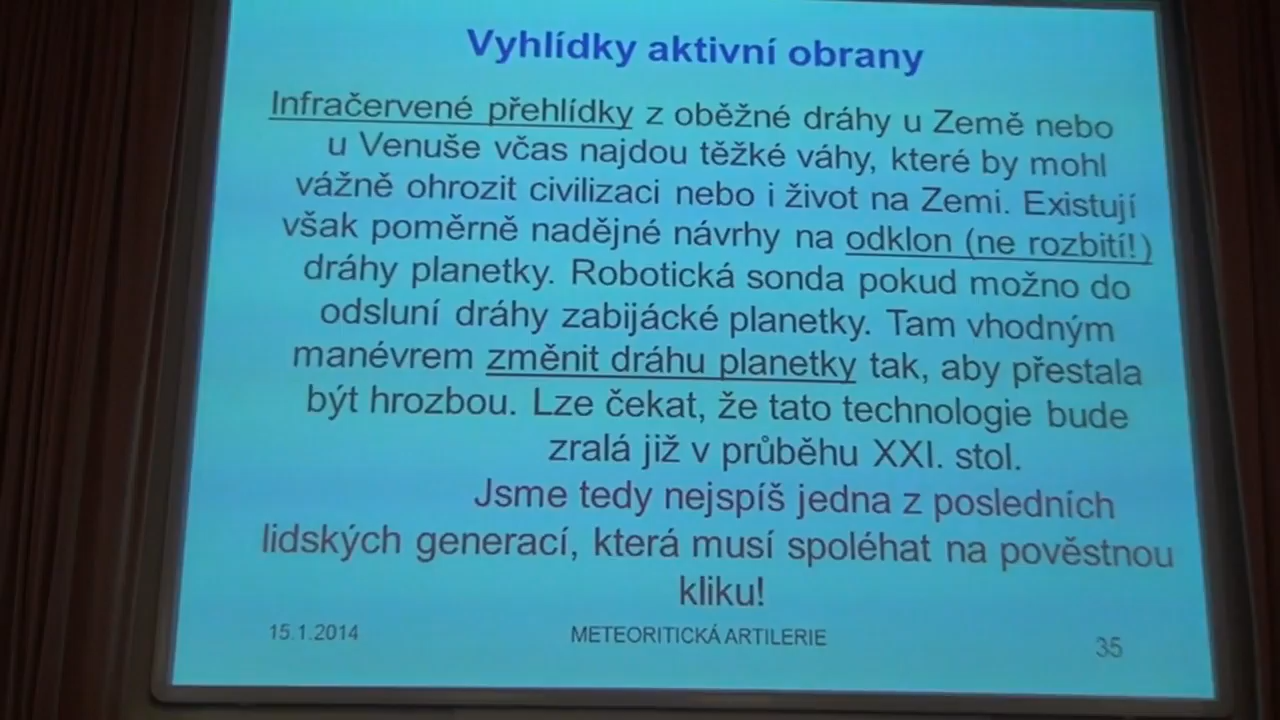 Vyhlídky aktivní obrany
Infračervené přehlídky z oběžné dráhy u Země nebo
u Venuše včas najdou těžké váhy, které by mohl
vážně ohrozit civilizaci nebo i život na Zemi. Existují
však poměrně nadějné návrhy na odklon (ne rozbití!)
dráhy planetky. Robotická sonda pokud možno do
odsluní dráhy zabijácké planetky. Tam vhodným
manévrem změnit dráhu planetky tak, aby přestala
být hrozbou. Lze čekat, že tato technologie bude
zralá již v průběhu XXI. stol.
Jsme tedy nejspíš jedna z posledních
lidských generací, která musí spoléhat na pověstnou
kliku!
15.1.2014
METEORITICKÁ ARTILERIE
35